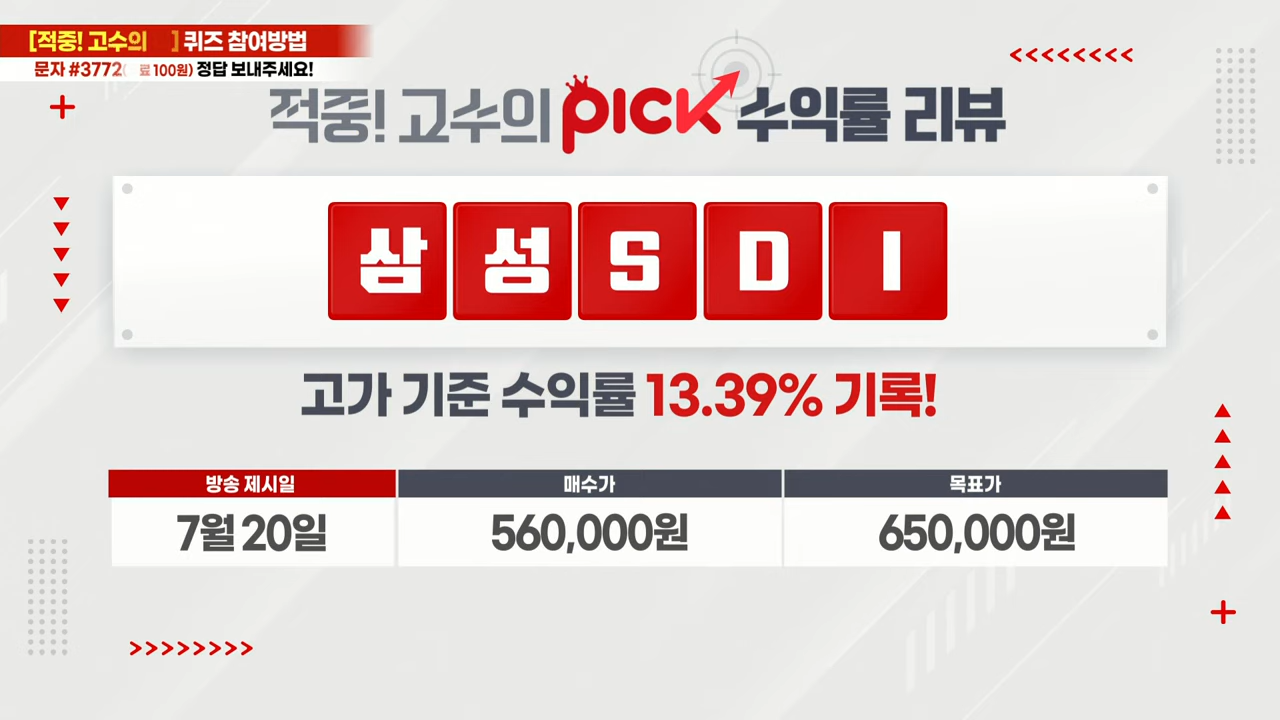 [적중! 고수의 ] 퀴즈 참여방법
문자 #3772( 료 100원) 정답 보내주세요!
적중! 고수의 PICK 수익률 리뷰
삼성SDI
고가 기준 수익률 13.39% 기록!
방송 제시일 매수가 목표가
7월 20일 560,000원 650,000원